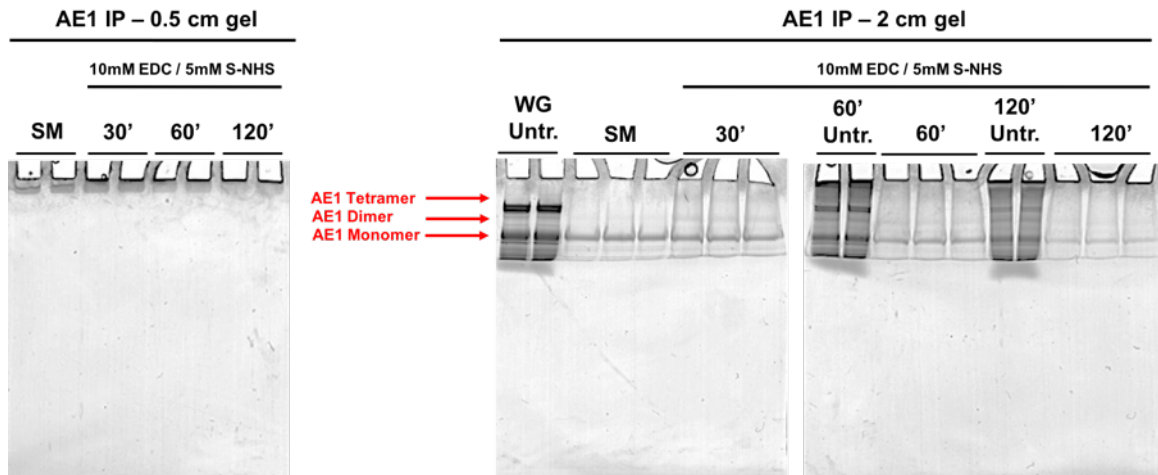 AE1 IP – 0.5 cm gel
10mM EDC / 5mM S-NHS
SM 30’ 60’ 120’
AE1 IP – 2 cm gel
10mM EDC / 5mM S-NHS
WG Untr.
SM
30’
60’ Untr.
60’
120’ Untr.
120’
AE1 Tetramer
AE1 Dimer
AE1 Monomer